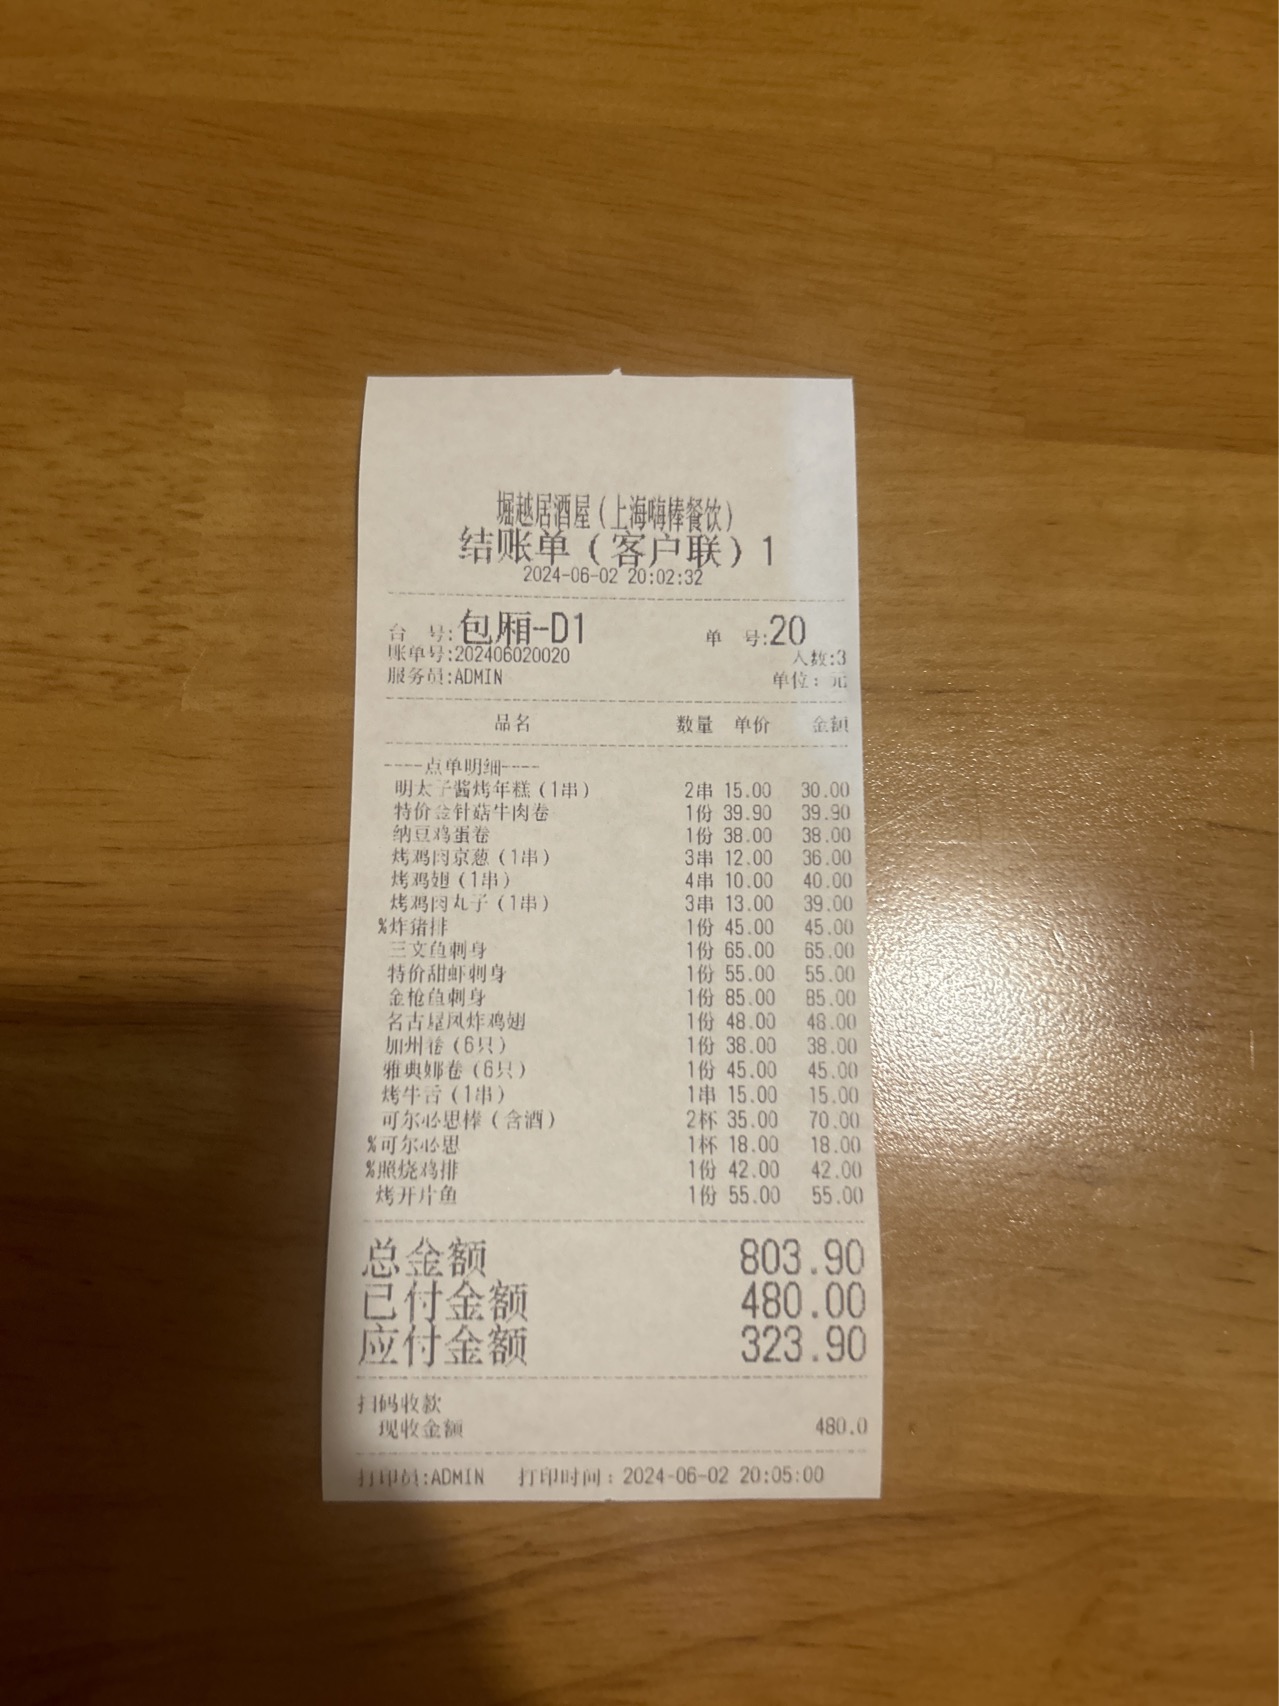 堀越居酒屋(上海嗨棒餐饮)
结账单(客户联)1
2024-06-02 20:02:32
台 号:包厢-D1 单 号:20
账单号:202406020020 人数:3
服务员:ADMIN 单位: 元
品名 数量 单价 金额
----点单明细----
明太子酱烤年糕(1串) 2串 15.00 30.00
特价金针菇牛肉卷 1份 39.90 39.90
纳豆鸡蛋卷 1份 38.00 38.00
烤鸡肉京葱(1串) 3串 12.00 36.00
烤鸡翅(1串) 4串 10.00 40.00
烤鸡肉丸子(1串) 3串 13.00 39.00
%炸猪排 1份 45.00 45.00
三文鱼刺身 1份 65.00 65.00
特价甜虾刺身 1份 55.00 55.00
金枪鱼刺身 1份 85.00 85.00
名古屋风炸鸡翅 1份 48.00 48.00
加州卷(6只) 1份 38.00 38.00
雅典娜卷(6只) 1份 45.00 45.00
烤牛舌(1串) 1串 15.00 15.00
可尔必思棒(含酒) 2杯 35.00 70.00
%可尔必思 1杯 18.00 18.00
%照烧鸡排 1份 42.00 42.00
烤开片鱼 1份 55.00 55.00
总金额 803.90
已付金额 480.00
应付金额 323.90
扫码收款
现收金额 480.0
打印员:ADMIN 打印时间:2024-06-02 20:05:00